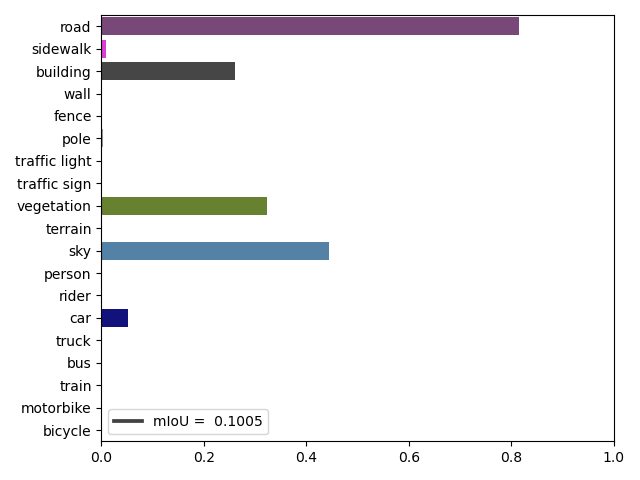 road
sidewalk
building
wall
fence
pole
traffic light
traffic sign
vegetation
terrain
sky
person
rider
car
truck
bus
train
motorbike
bicycle
mIoU =  0.1005
0.0 0.2 0.4 0.6 0.8 1.0